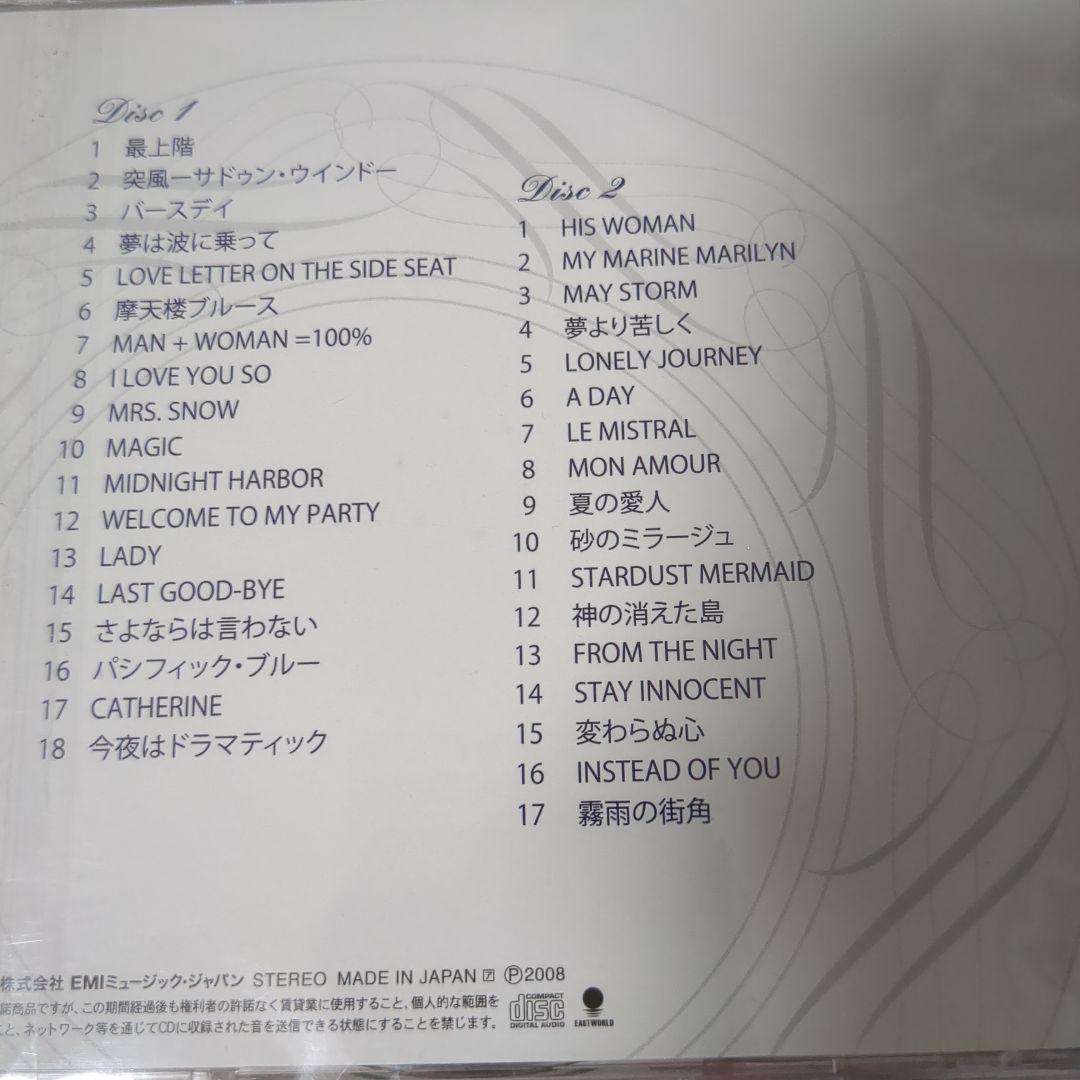 Disc 1
1 最上階
2 突風ーサドゥン・ウインドー
3 バースデイ
4 夢は波に乗って
5 LOVE LETTER ON THE SIDE SEAT
6 摩天楼ブルース
7 MAN + WOMAN =100%
8 I LOVE YOU SO
9 MRS. SNOW
10 MAGIC
11 MIDNIGHT HARBOR
12 WELCOME TO MY PARTY
13 LADY
14 LAST GOOD-BYE
15 さよならは言わない
16 パシフィック・ブルー
17 CATHERINE
18 今夜はドラマティック
Disc 2
1 HIS WOMAN
2 MY MARINE MARILYN
3 MAY STORM
4 夢より苦しく
5 LONELY JOURNEY
6 A DAY
7 LE MISTRAL
8 MON AMOUR
9 夏の愛人
10 砂のミラージュ
11 STARDUST MERMAID
12 神の消えた島
13 FROM THE NIGHT
14 STAY INNOCENT
15 変わらぬ心
16 INSTEAD OF YOU
17 霧雨の街角
株式会社 EMIミュージック・ジャパン STEREO MADE IN JAPAN ア Ⓟ2008
諾商品ですが、この期間経過後も権利者の許諾なく賃貸業に使用すること、個人的な範囲を
こと、ネットワーク等を通じてCDに収録された音を送信できる状態にすることを禁じます。
COMPACT disc DIGITAL AUDIO
EASTWORLD